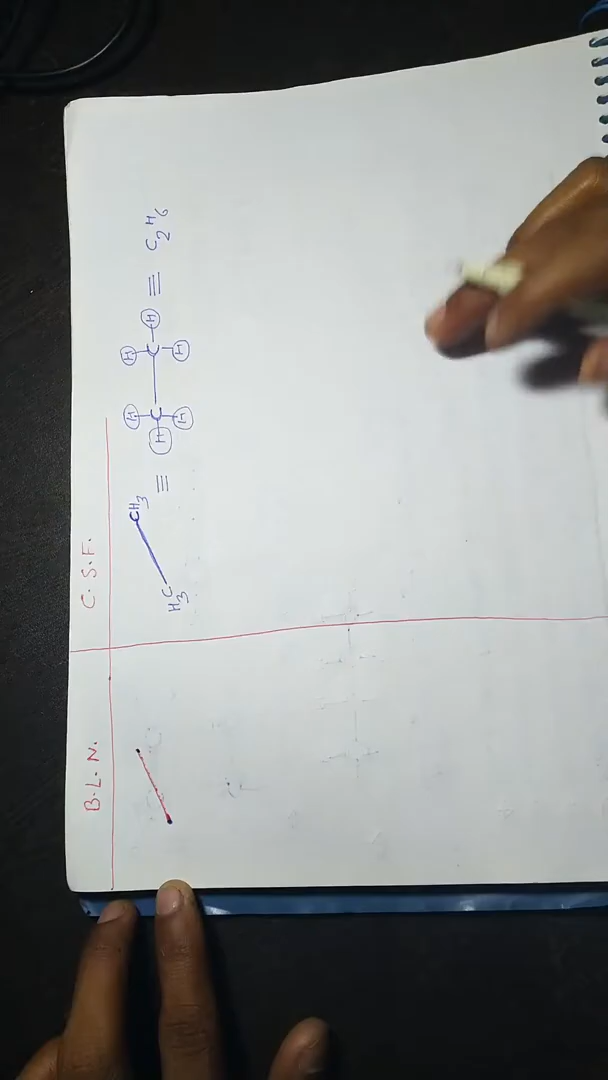 B.L.N. C.S.F.
H3C CH3 ≡ H C H H C H H H ≡ C2H6